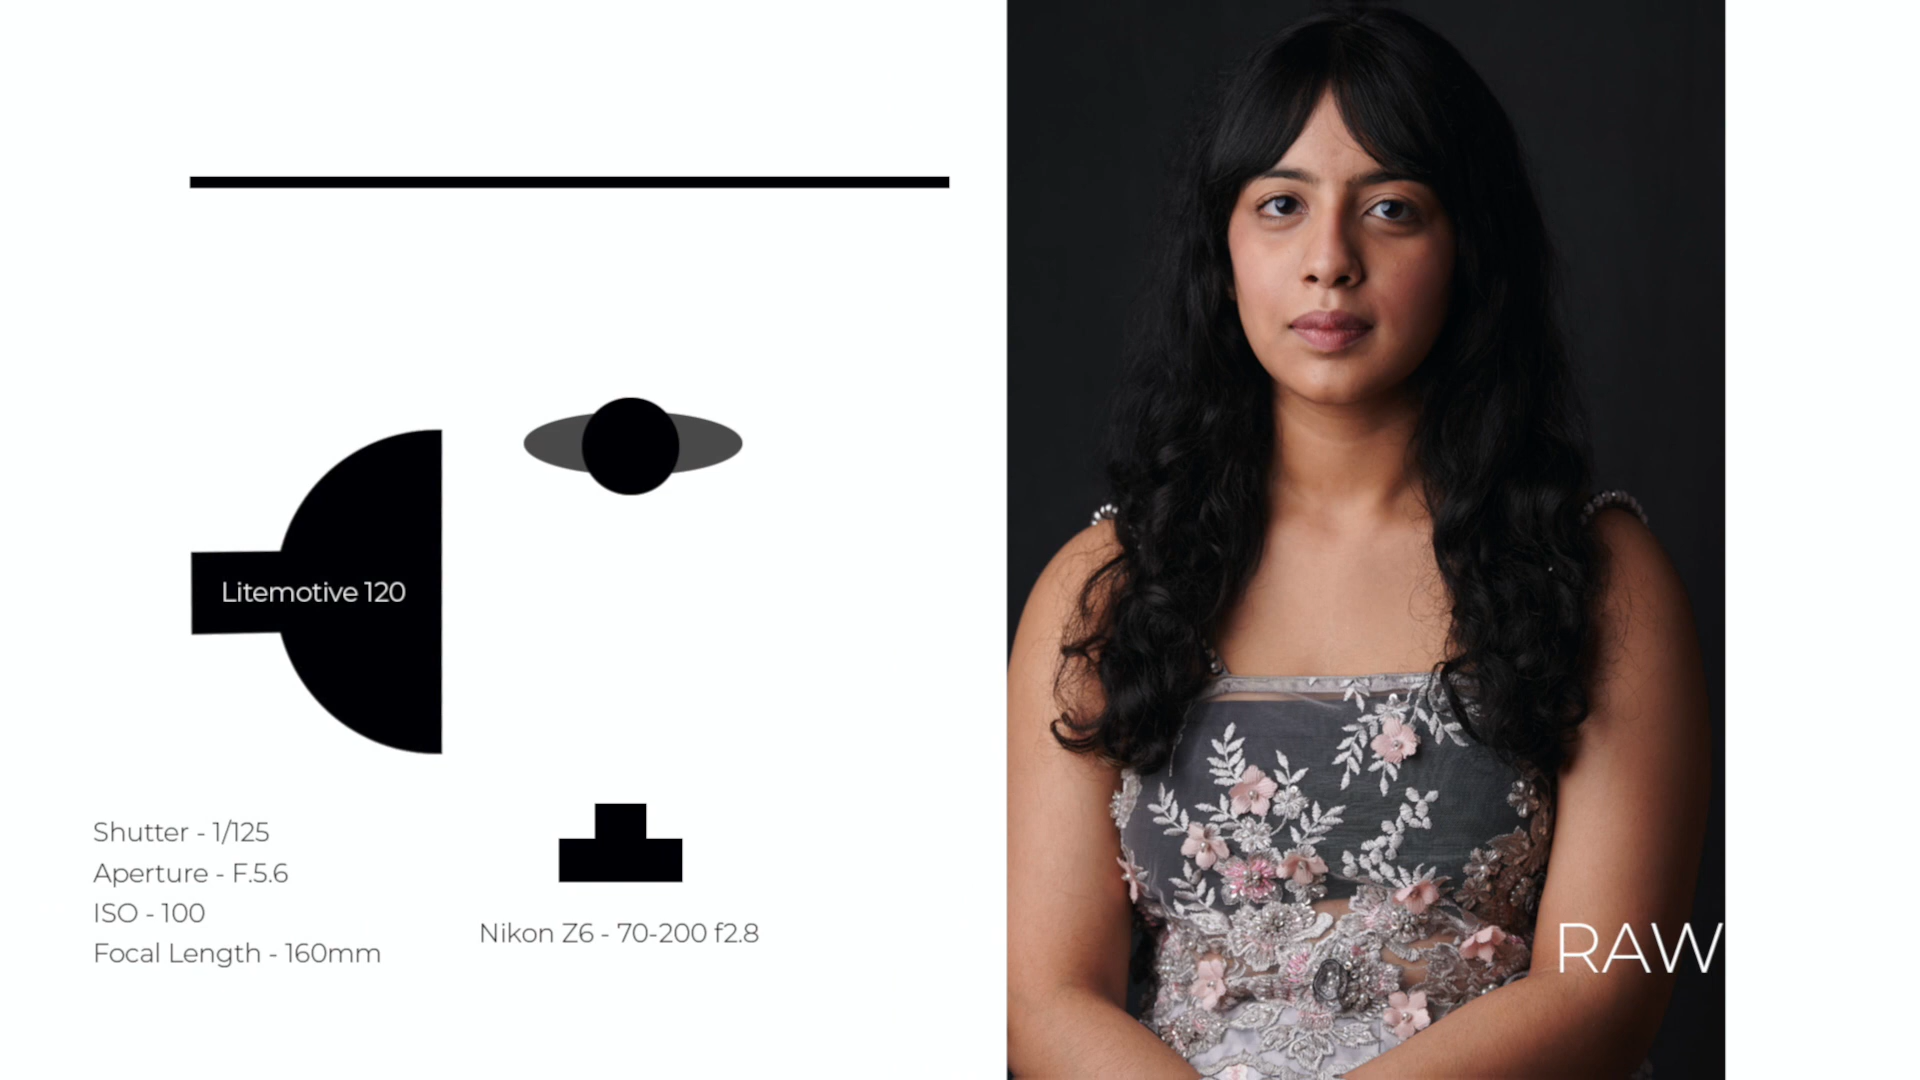 Litemotive 120
Shutter - 1/125
Aperture - F.5.6
ISO - 100
Focal Length - 160mm
Nikon Z6 - 70-200 f2.8
RAW